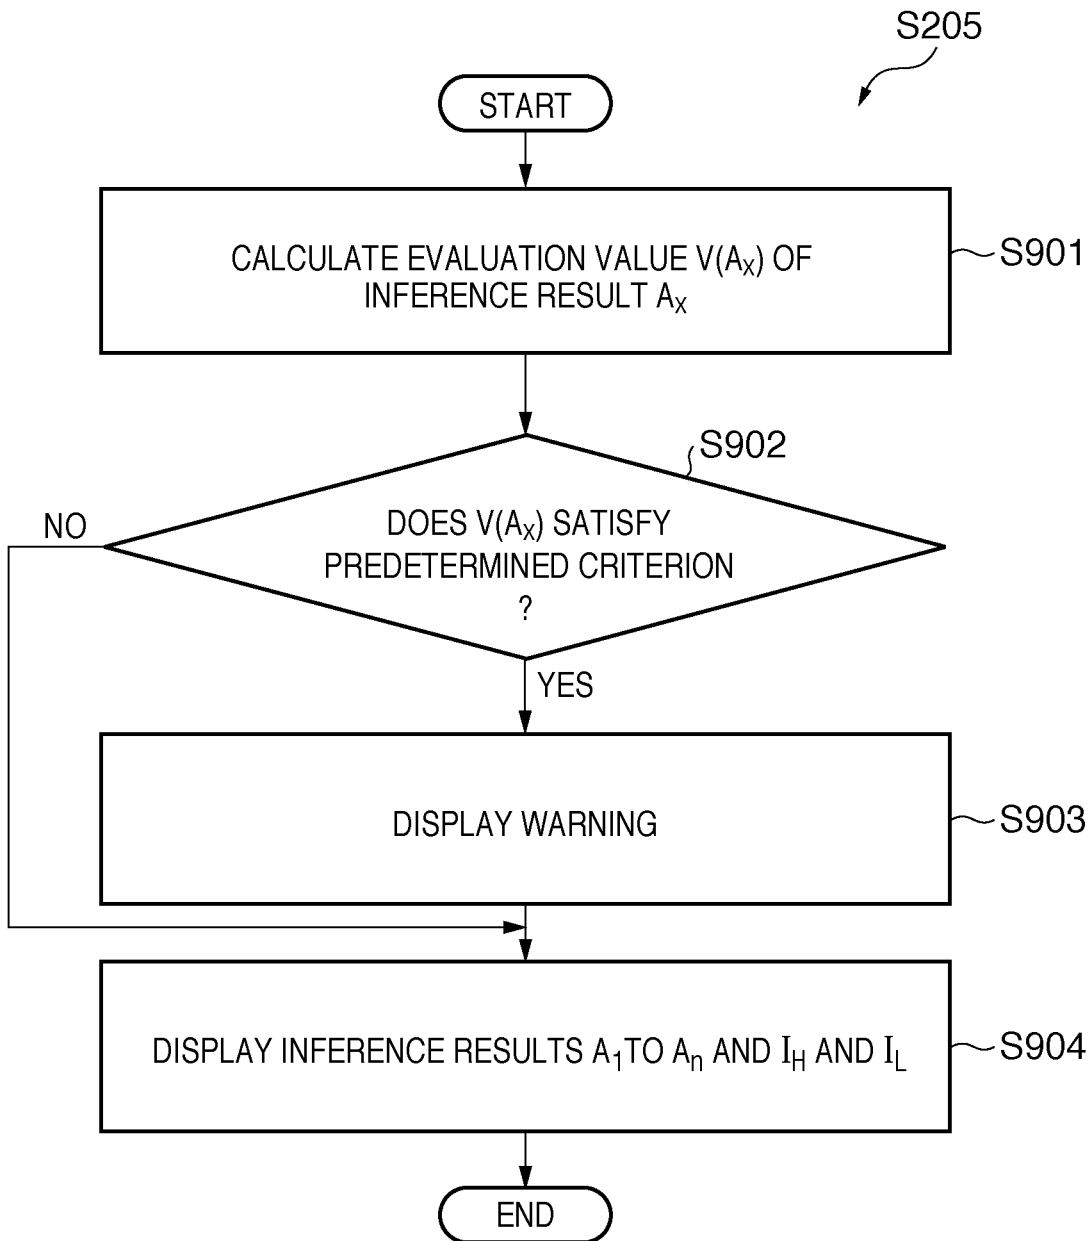 S205
START
CALCULATE EVALUATION VALUE V(AX) OF
INFERENCE RESULT AX
S901
S902
NO
DOES V(AX) SATISFY
PREDETERMINED CRITERION
?
YES
DISPLAY WARNING
S903
DISPLAY INFERENCE RESULTS A1 TO An AND IH AND IL
S904
END